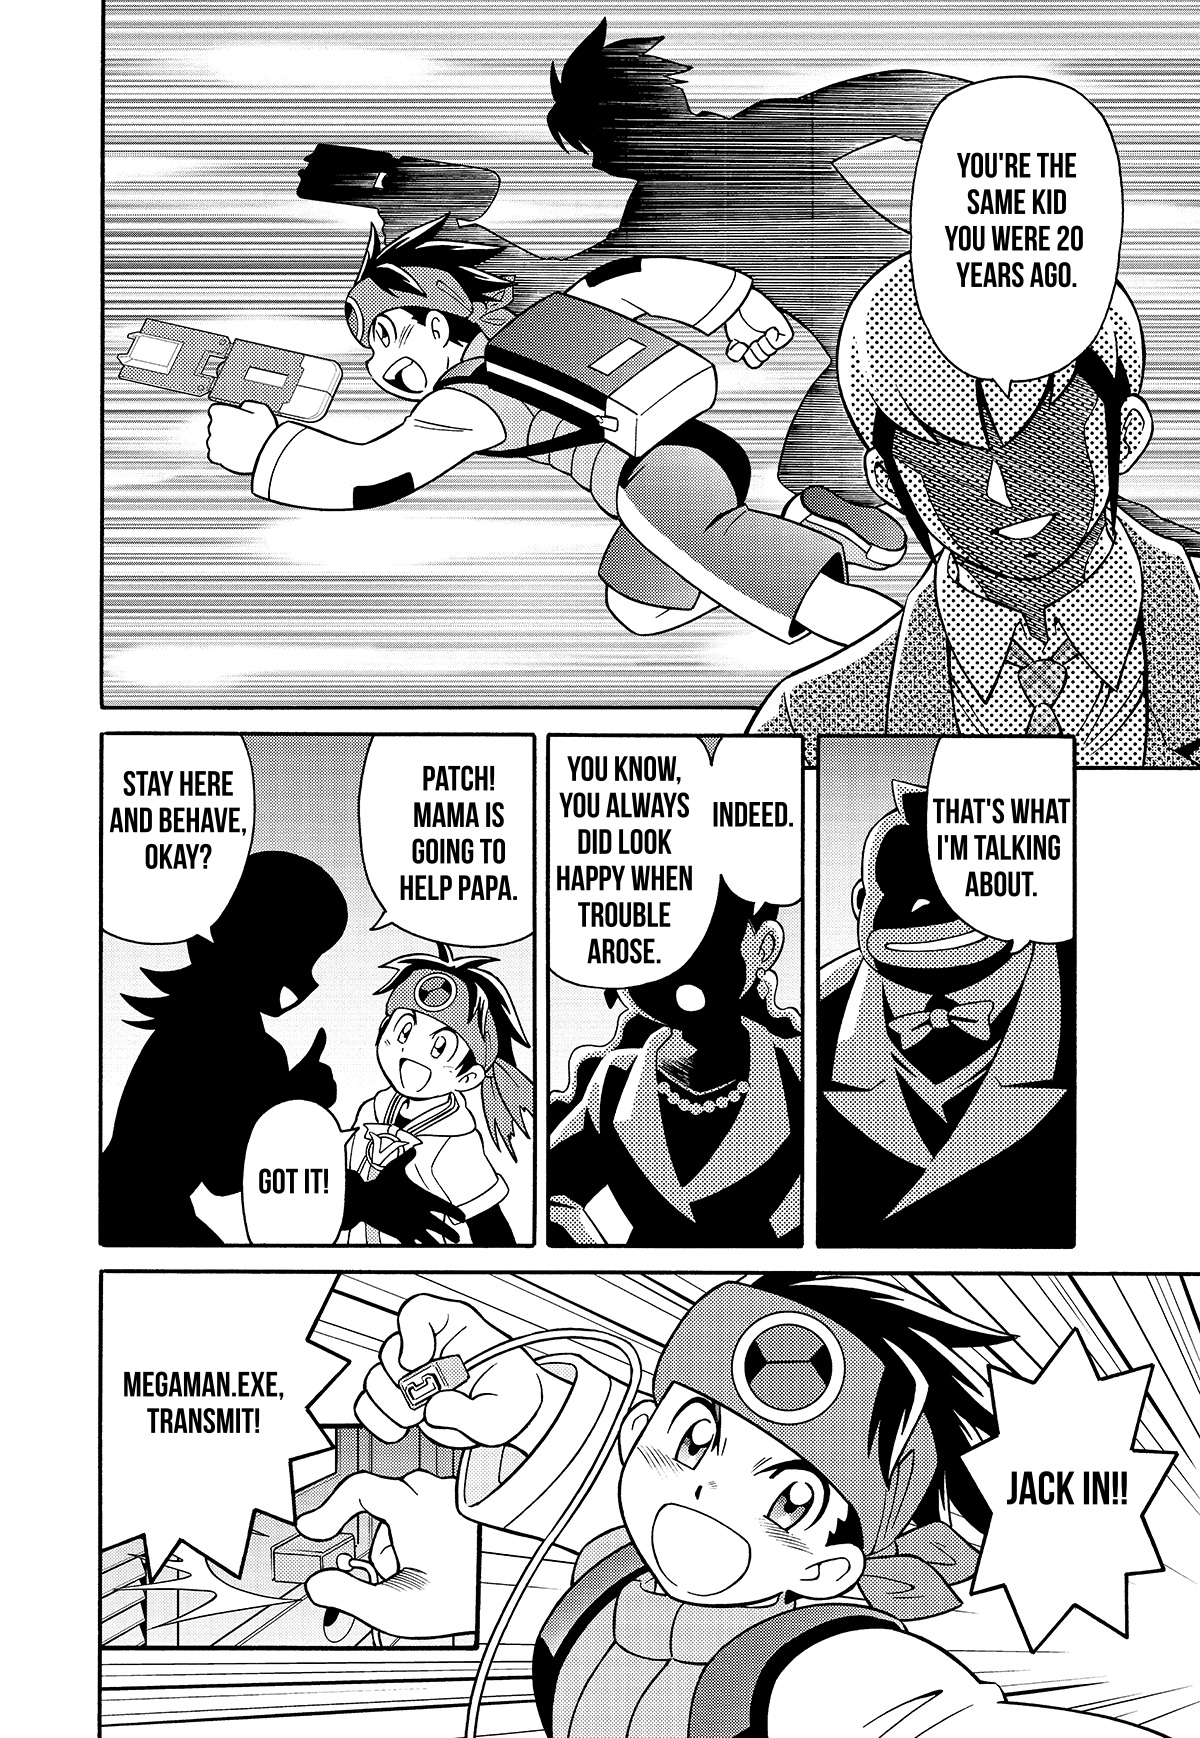 YOU'RE THE
SAME KID
YOU WERE 20
YEARS AGO.
THAT'S WHAT
I'M TALKING
ABOUT.
INDEED.
YOU KNOW,
YOU ALWAYS
DID LOOK
HAPPY WHEN
TROUBLE
AROSE.
PATCH!
MAMA IS
GOING TO
HELP PAPA.
STAY HERE
AND BEHAVE,
OKAY?
GOT IT!
JACK IN!!
MEGAMAN.EXE,
TRANSMIT!